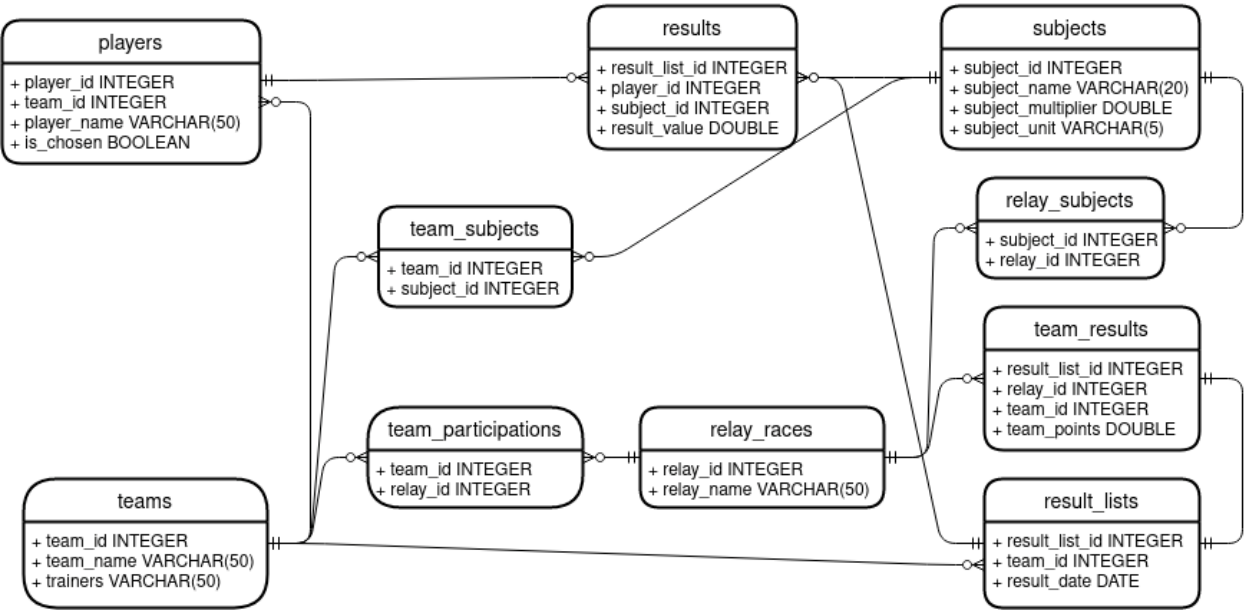 players
+ player_id INTEGER
+ team_id INTEGER
+ player_name VARCHAR(50)
+ is_chosen BOOLEAN
results
+ result_list_id INTEGER
+ player_id INTEGER
+ subject_id INTEGER
+ result_value DOUBLE
subjects
+ subject_id INTEGER
+ subject_name VARCHAR(20)
+ subject_multiplier DOUBLE
+ subject_unit VARCHAR(5)
relay_subjects
+ subject_id INTEGER
+ relay_id INTEGER
team_subjects
+ team_id INTEGER
+ subject_id INTEGER
team_results
+ result_list_id INTEGER
+ relay_id INTEGER
+ team_id INTEGER
+ team_points DOUBLE
team_participations
+ team_id INTEGER
+ relay_id INTEGER
relay_races
+ relay_id INTEGER
+ relay_name VARCHAR(50)
teams
+ team_id INTEGER
+ team_name VARCHAR(50)
+ trainers VARCHAR(50)
result_lists
+ result_list_id INTEGER
+ team_id INTEGER
+ result_date DATE